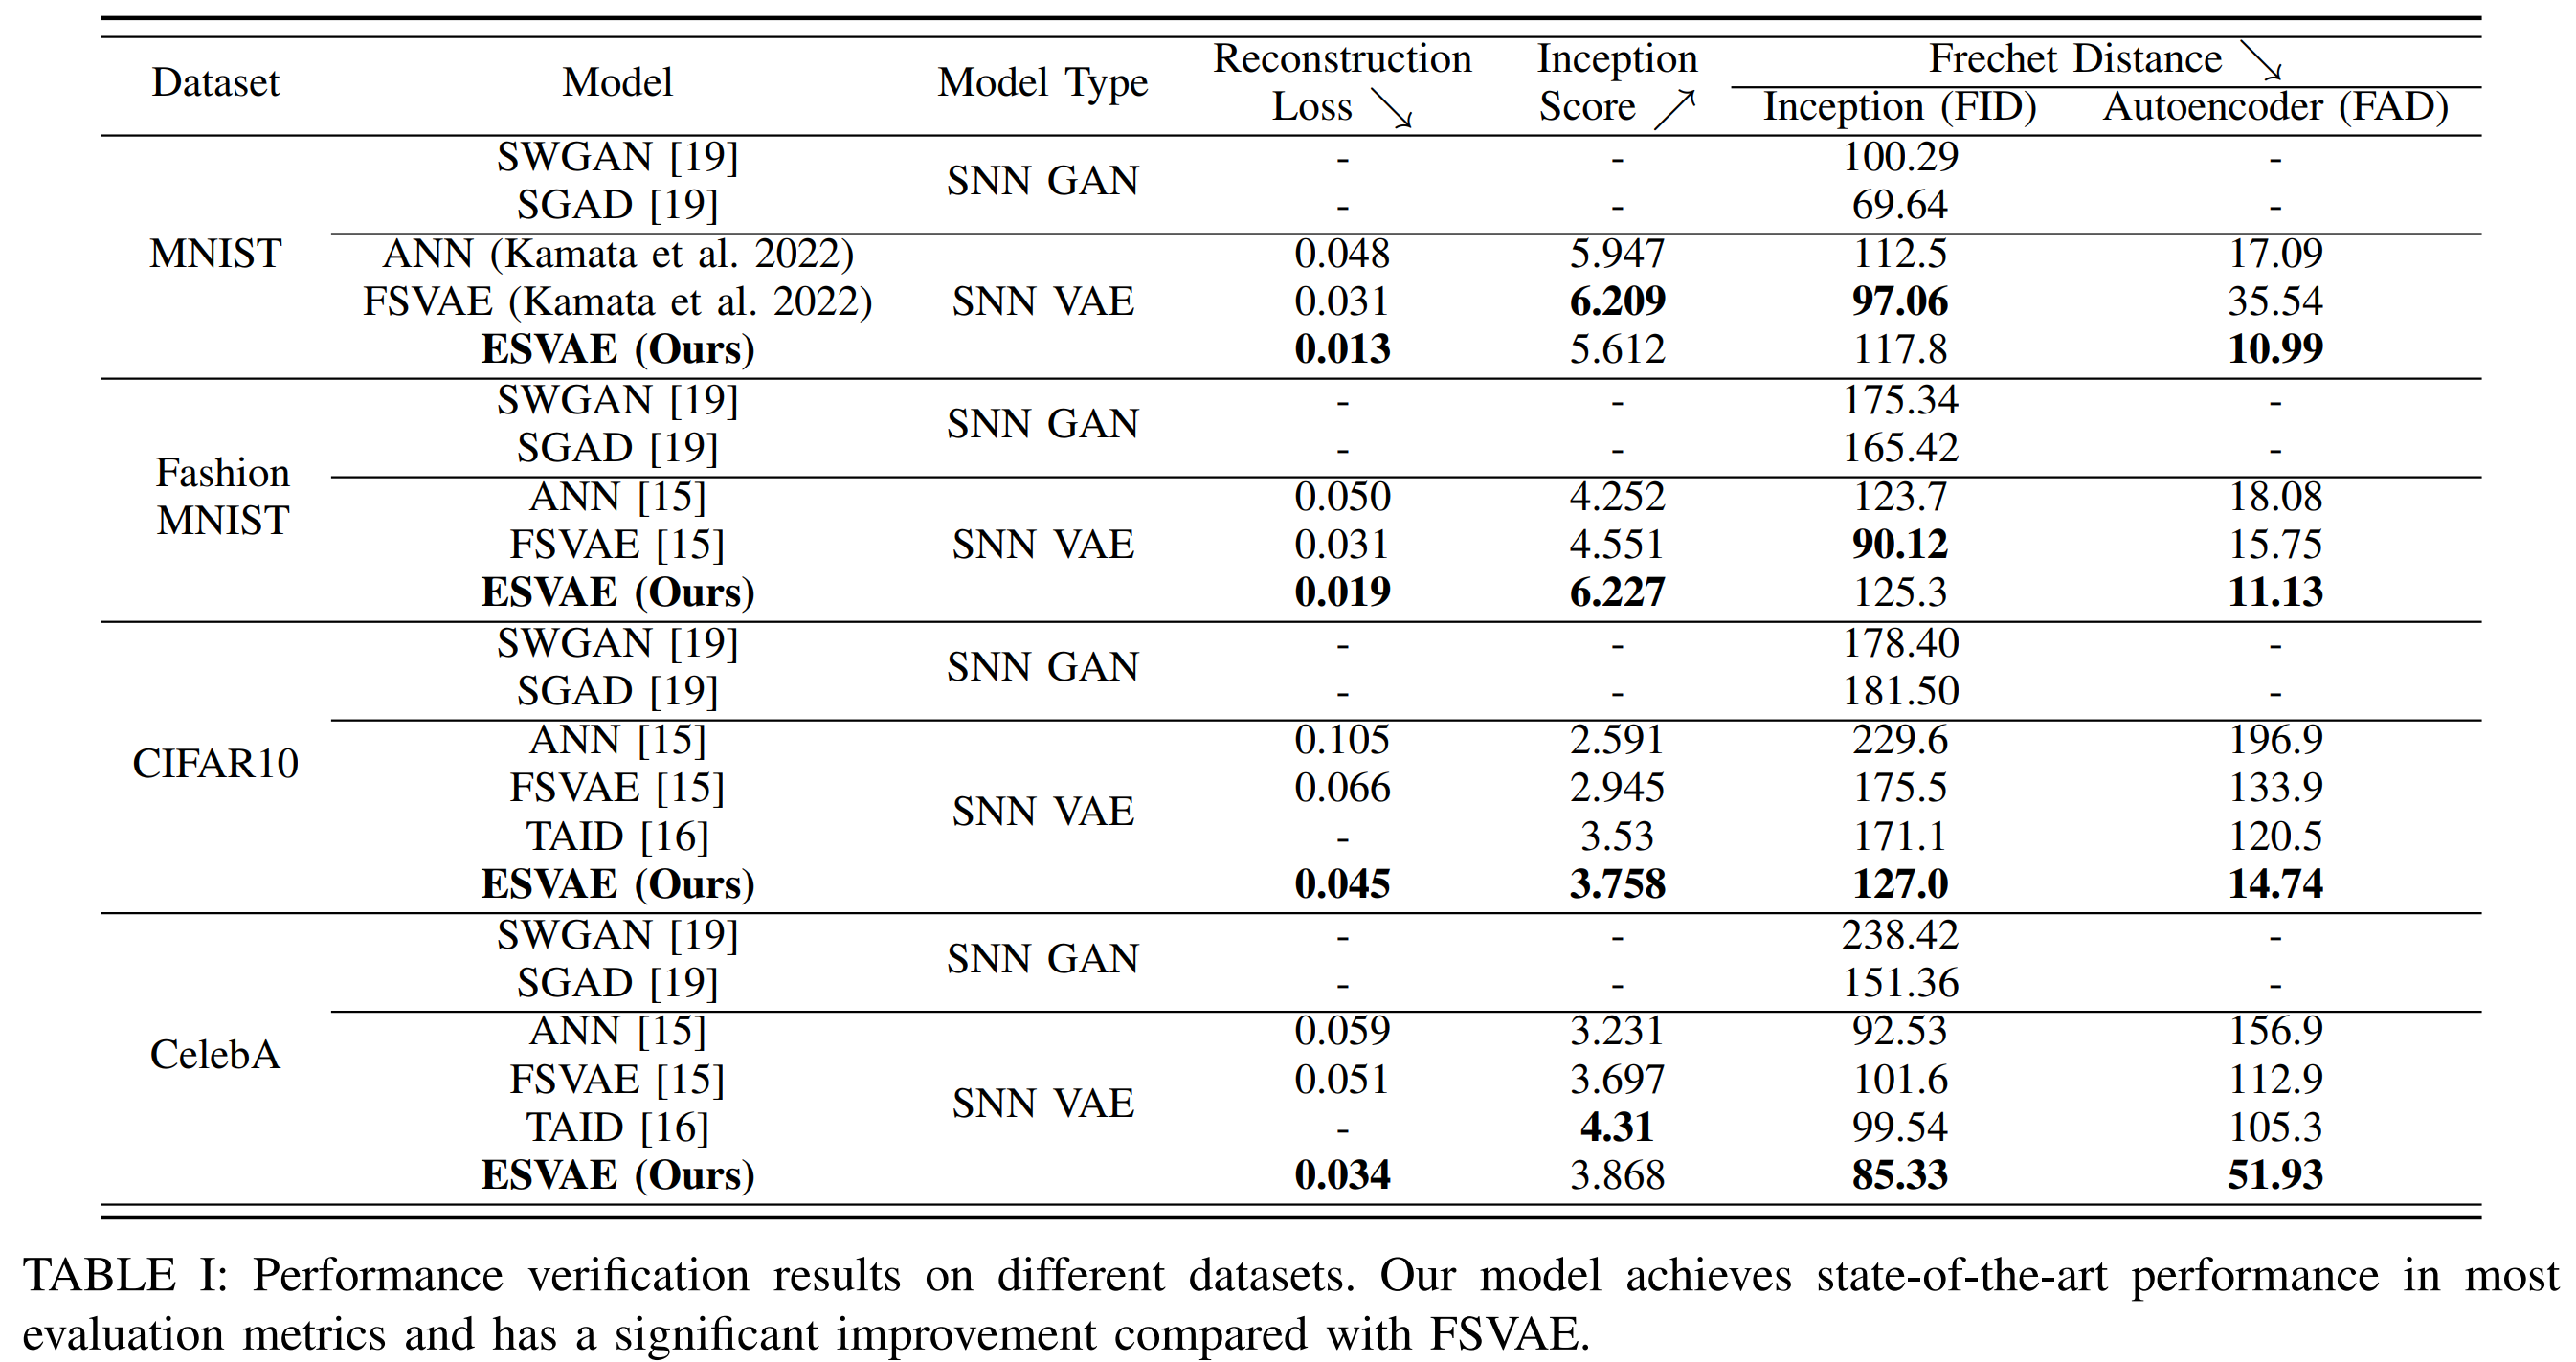 Dataset Model Model Type Reconstruction Loss ↘ Inception Score ↗ Frechet Distance ↘
Inception (FID) Autoencoder (FAD)
MNIST SWGAN [19] SNN GAN - - 100.29 -
SGAD [19] - - 69.64 -
ANN (Kamata et al. 2022) SNN VAE 0.048 5.947 112.5 17.09
FSVAE (Kamata et al. 2022) 0.031 6.209 97.06 35.54
ESVAE (Ours) 0.013 5.612 117.8 10.99
Fashion MNIST SWGAN [19] SNN GAN - - 175.34 -
SGAD [19] - - 165.42 -
ANN [15] SNN VAE 0.050 4.252 123.7 18.08
FSVAE [15] 0.031 4.551 90.12 15.75
ESVAE (Ours) 0.019 6.227 125.3 11.13
CIFAR10 SWGAN [19] SNN GAN - - 178.40 -
SGAD [19] - - 181.50 -
ANN [15] SNN VAE 0.105 2.591 229.6 196.9
FSVAE [15] 0.066 2.945 175.5 133.9
TAID [16] - 3.53 171.1 120.5
ESVAE (Ours) 0.045 3.758 127.0 14.74
CelebA SWGAN [19] SNN GAN - - 238.42 -
SGAD [19] - - 151.36 -
ANN [15] SNN VAE 0.059 3.231 92.53 156.9
FSVAE [15] 0.051 3.697 101.6 112.9
TAID [16] - 4.31 99.54 105.3
ESVAE (Ours) 0.034 3.868 85.33 51.93
TABLE I: Performance verification results on different datasets. Our model achieves state-of-the-art performance in most
evaluation metrics and has a significant improvement compared with FSVAE.